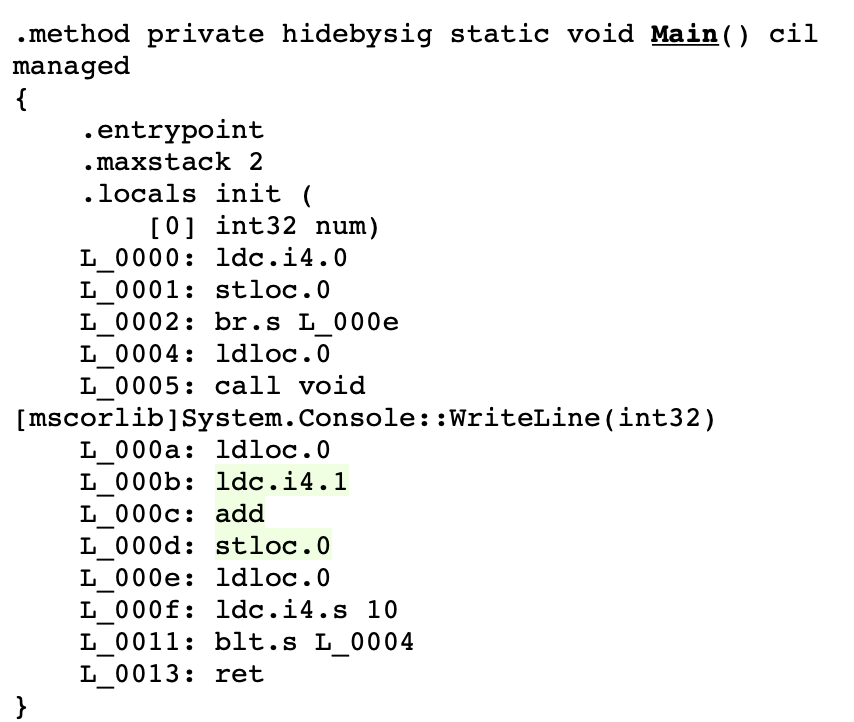 .method private hidebysig static void Main() cil
managed
{
    .entrypoint
    .maxstack 2
    .locals init (
        [0] int32 num)
    L_0000: ldc.i4.0
    L_0001: stloc.0
    L_0002: br.s L_000e
    L_0004: ldloc.0
    L_0005: call void
[mscorlib]System.Console::WriteLine(int32)
    L_000a: ldloc.0
    L_000b: ldc.i4.1
    L_000c: add
    L_000d: stloc.0
    L_000e: ldloc.0
    L_000f: ldc.i4.s 10
    L_0011: blt.s L_0004
    L_0013: ret
}